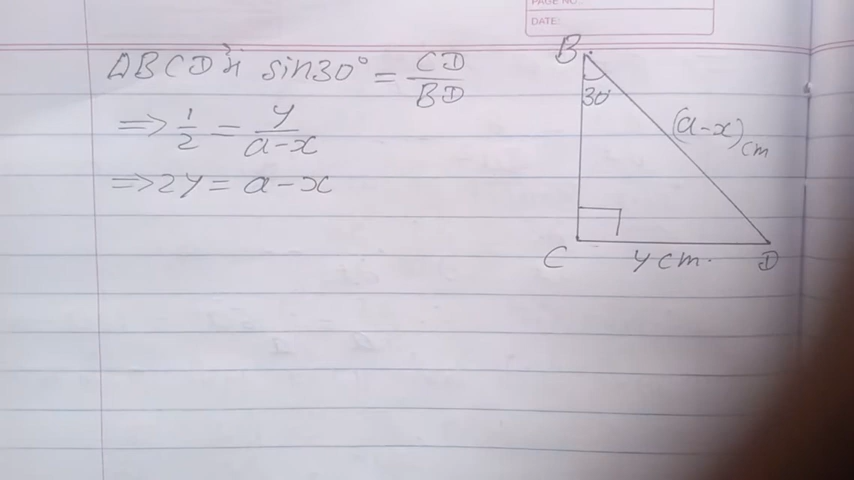 PAGE NO.:
DATE:
ΔBCD में sin30° = CD/BD
⇒ 1/2 = y/a-x
⇒ 2y = a-x
B
30°
(a-x) cm
C
y cm.
D